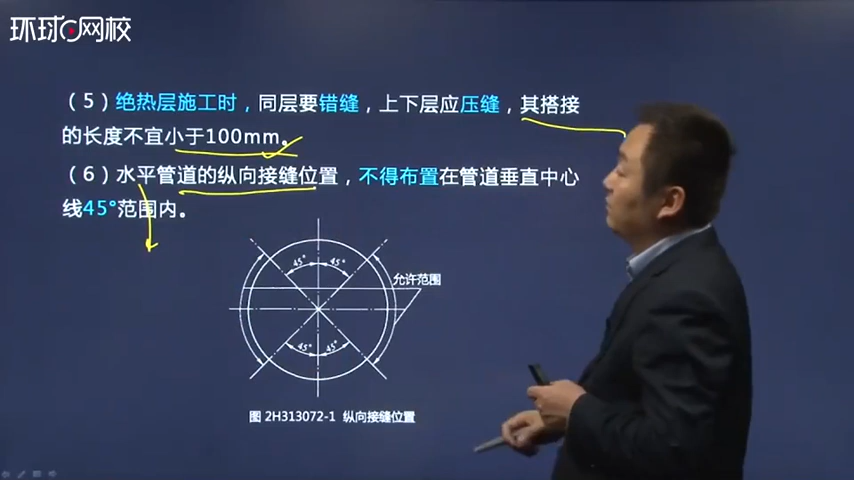 环球网校
（5）绝热层施工时，同层要错缝，上下层应压缝，其搭接
的长度不宜小于100mm。
（6）水平管道的纵向接缝位置，不得布置在管道垂直中心
线45°范围内。
45° 45°
允许范围
45° 45°
图 2H313072-1 纵向接缝位置